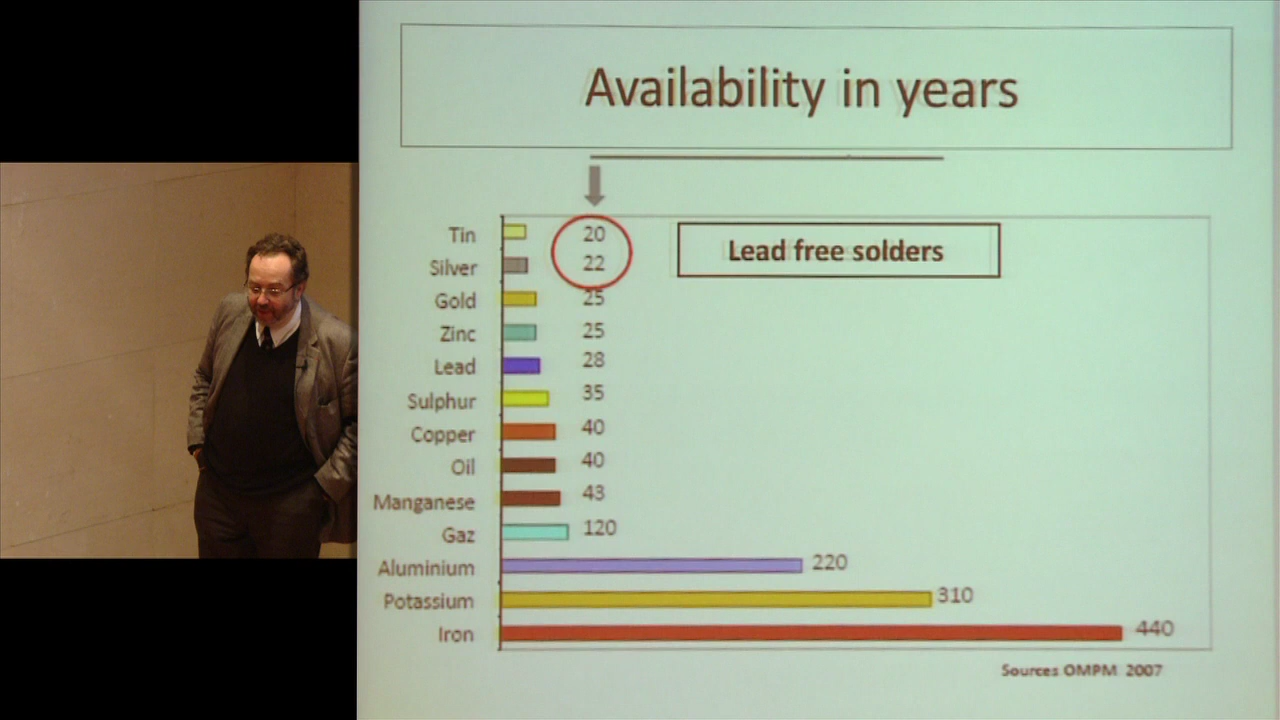 Availability in years
Tin 20
Lead free solders
Silver 22
Gold 25
Zinc 25
Lead 28
Sulphur 35
Copper 40
Oil 40
Manganese 43
Gaz 120
Aluminium 220
Potassium 310
Iron 440
Sources OMPM 2007